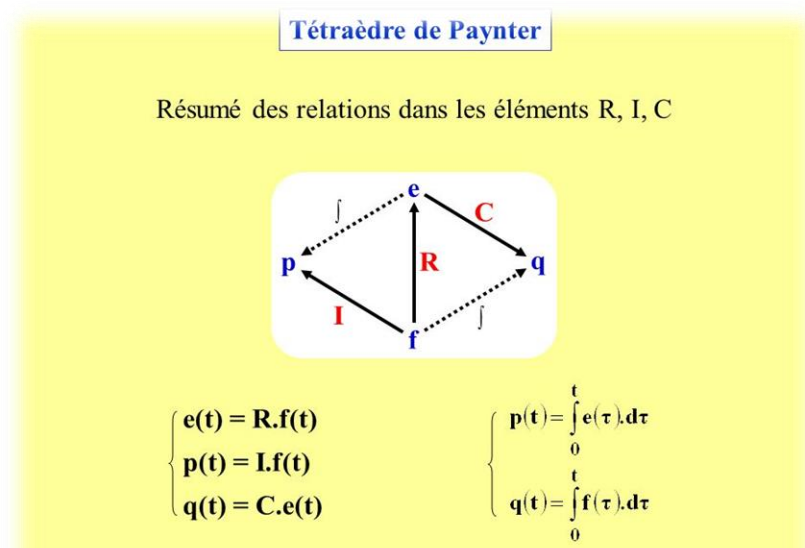 Tétraèdre de Paynter
Résumé des relations dans les éléments R, I, C
e
∫
C
p
R
q
I
∫
f
e(t) = R.f(t)
p(t) = I.f(t)
q(t) = C.e(t)
p(t) = ∫₀ᵗ e(τ).dτ
q(t) = ∫₀ᵗ f(τ).dτ